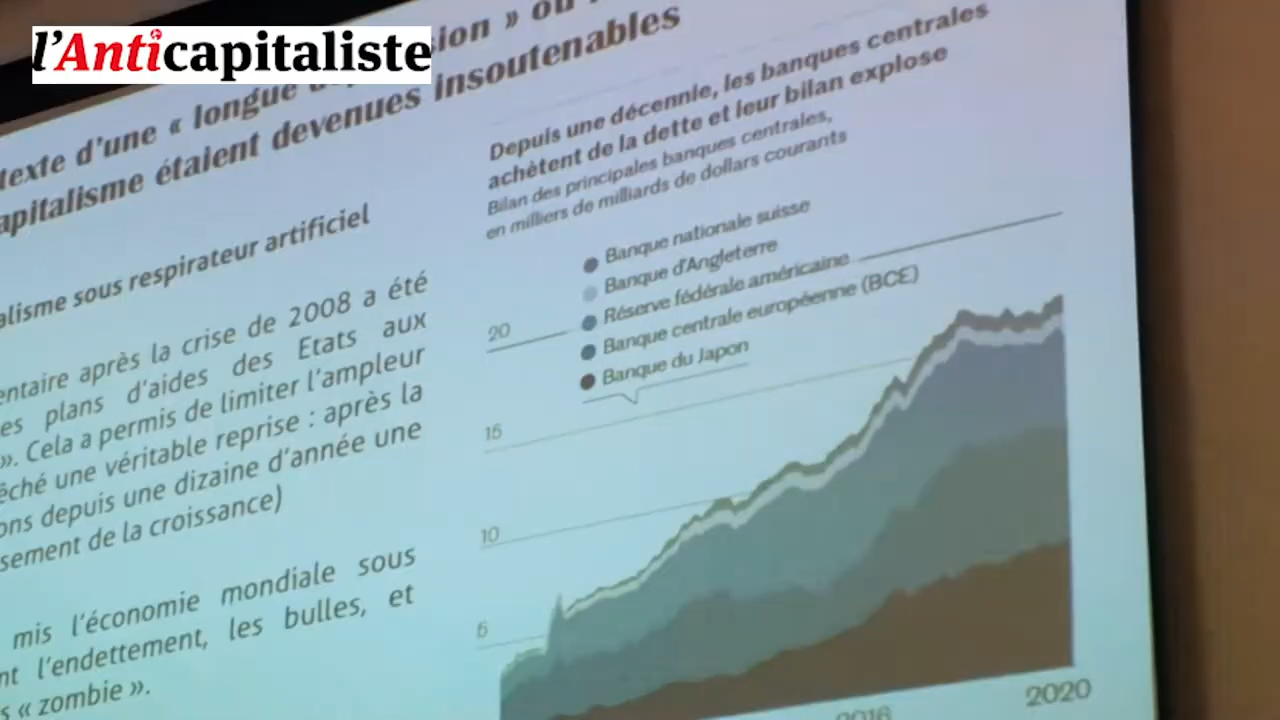 l'Anticapitaliste
sion » ou
texte d'une « longue
capitalisme étaient devenues insoutenables
alisme sous respirateur artificiel
entaire après la crise de 2008 a été
es plans d'aides des Etats aux
». Cela a permis de limiter l'ampleur
êché une véritable reprise : après la
ons depuis une dizaine d'année une
sement de la croissance)
mis l'économie mondiale sous
nt l'endettement, les bulles, et
s « zombie ».
Depuis une décennie, les banques centrales
achètent de la dette et leur bilan explose
Bilan des principales banques centrales,
en milliers de milliards de dollars courants
Banque nationale suisse
Banque d'Angleterre
Réserve fédérale américaine
Banque centrale européenne (BCE)
Banque du Japon
20
15
10
5
2016
2020